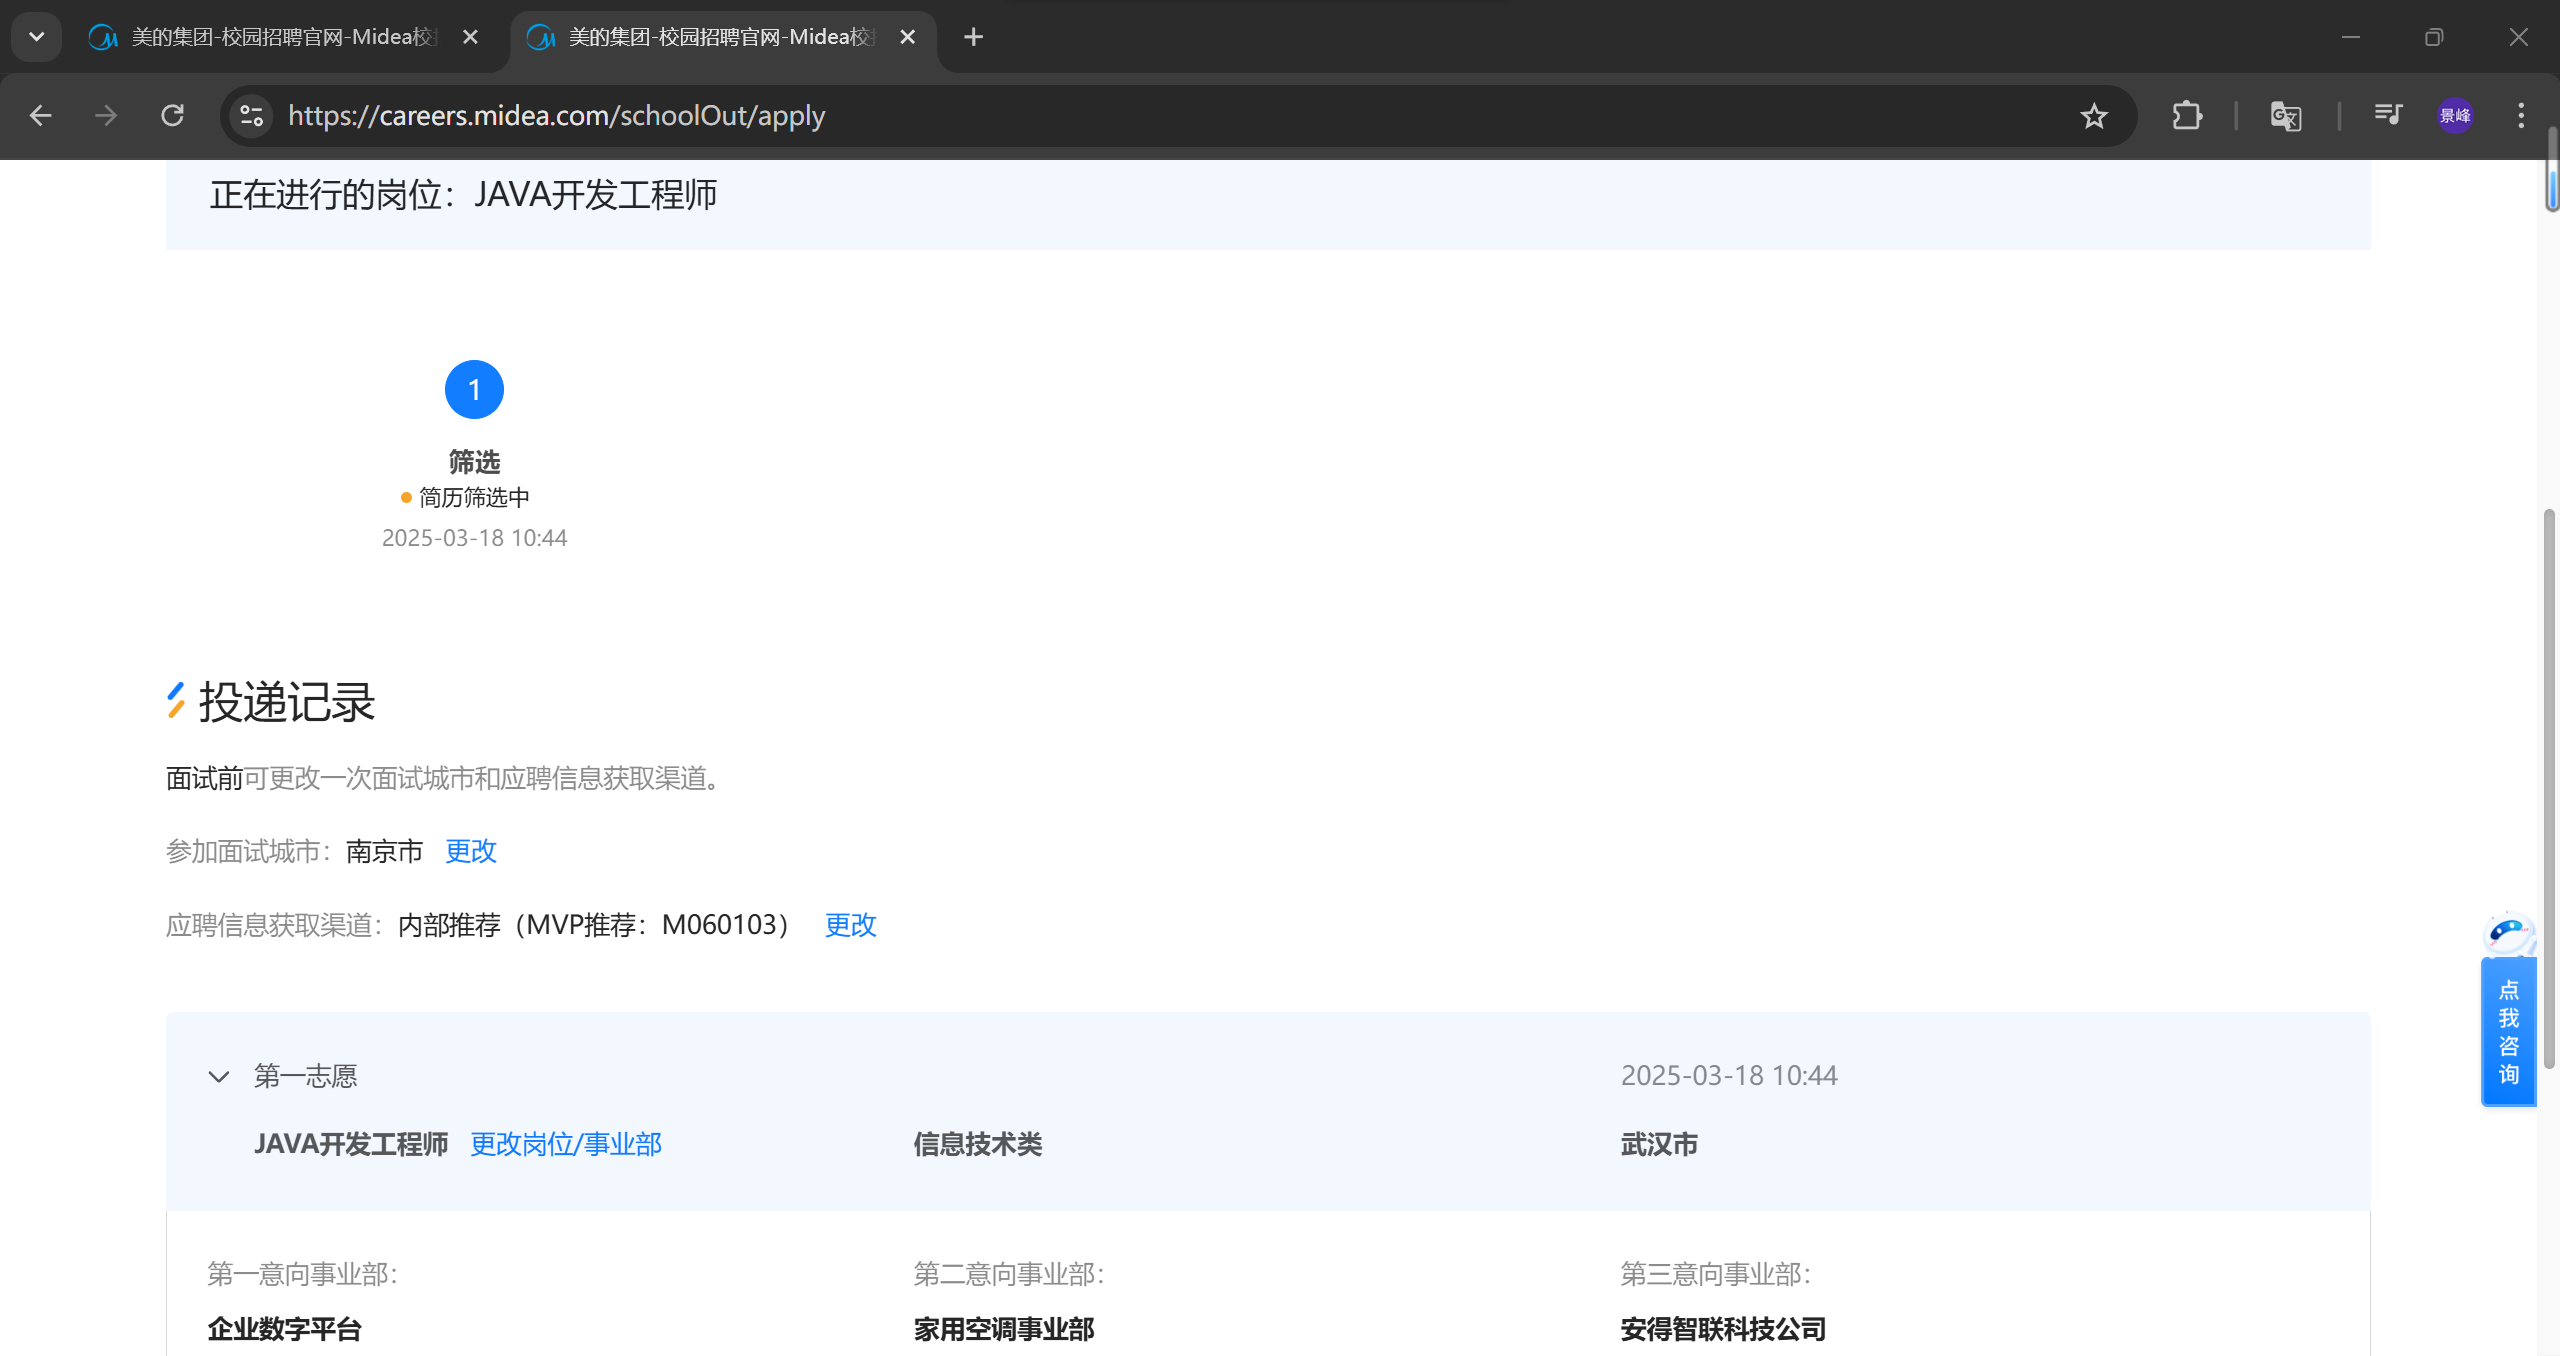 美的集团-校园招聘官网-Midea校
美的集团-校园招聘官网-Midea校
https://careers.midea.com/schoolOut/apply
景峰
正在进行的岗位：JAVA开发工程师
1
筛选
简历筛选中
2025-03-18 10:44
投递记录
面试前可更改一次面试城市和应聘信息获取渠道。
参加面试城市：南京市 更改
应聘信息获取渠道：内部推荐（MVP推荐：M060103） 更改
点我咨询
第一志愿 2025-03-18 10:44
JAVA开发工程师 更改岗位/事业部 信息技术类 武汉市
第一意向事业部： 第二意向事业部： 第三意向事业部：
企业数字平台 家用空调事业部 安得智联科技公司